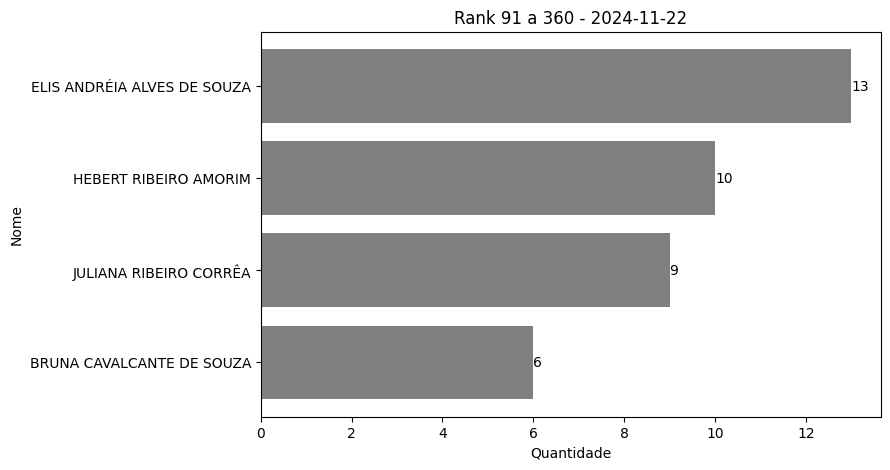 Rank 91 a 360 - 2024-11-22
ELIS ANDRÉIA ALVES DE SOUZA
13
HEBERT RIBEIRO AMORIM
10
JULIANA RIBEIRO CORRÊA
9
BRUNA CAVALCANTE DE SOUZA
6
Nome
0 2 4 6 8 10 12
Quantidade